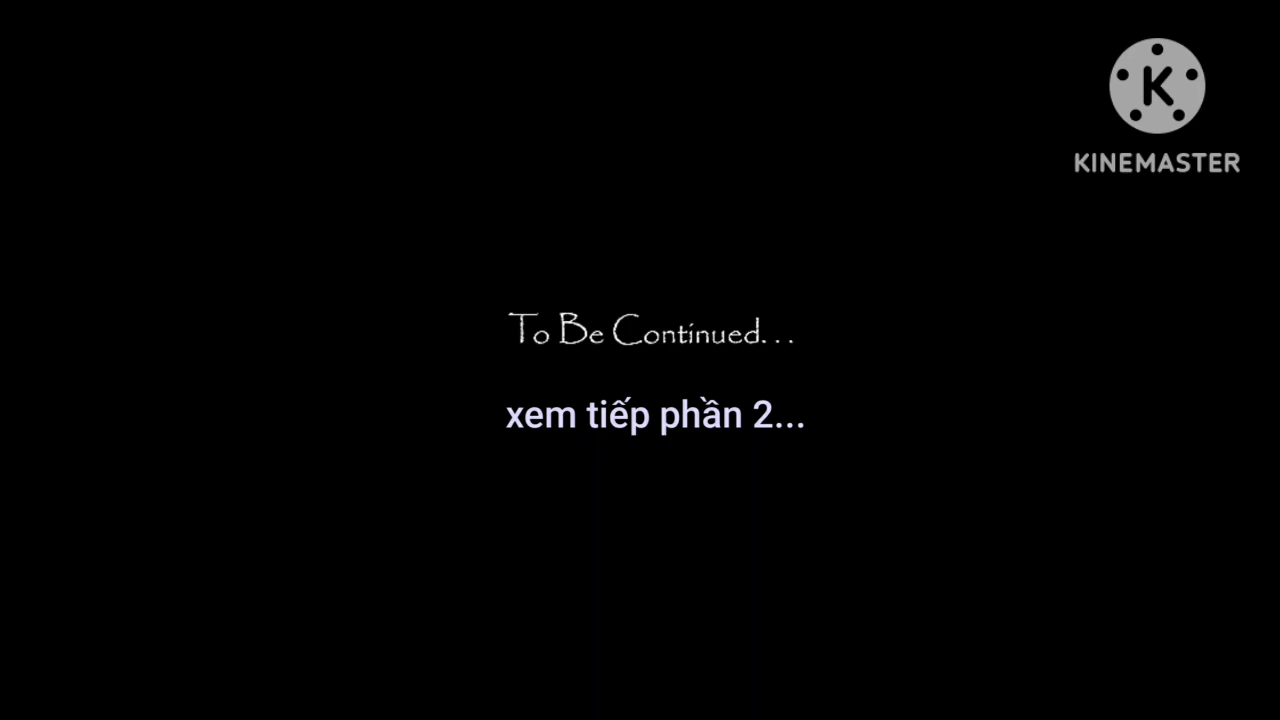 K
KINEMASTER
To Be Continued...
xem tiếp phần 2...